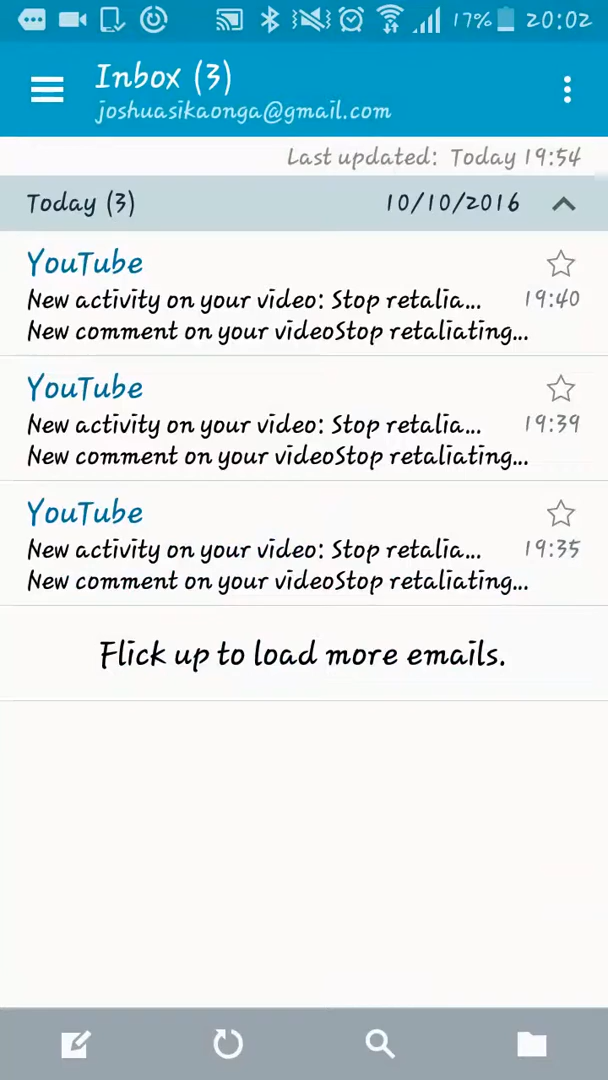 17% 20:02
Inbox (3)
joshuasikaonga@gmail.com
Last updated: Today 19:54
Today (3) 10/10/2016
YouTube
New activity on your video: Stop retalia... 19:40
New comment on your videoStop retaliating...
YouTube
New activity on your video: Stop retalia... 19:39
New comment on your videoStop retaliating...
YouTube
New activity on your video: Stop retalia... 19:35
New comment on your videoStop retaliating...
Flick up to load more emails.